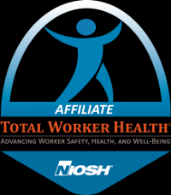 AFFILIATE
TOTAL WORKER HEALTH®
ADVANCING WORKER SAFETY, HEALTH, AND WELL-BEING
NIOSH